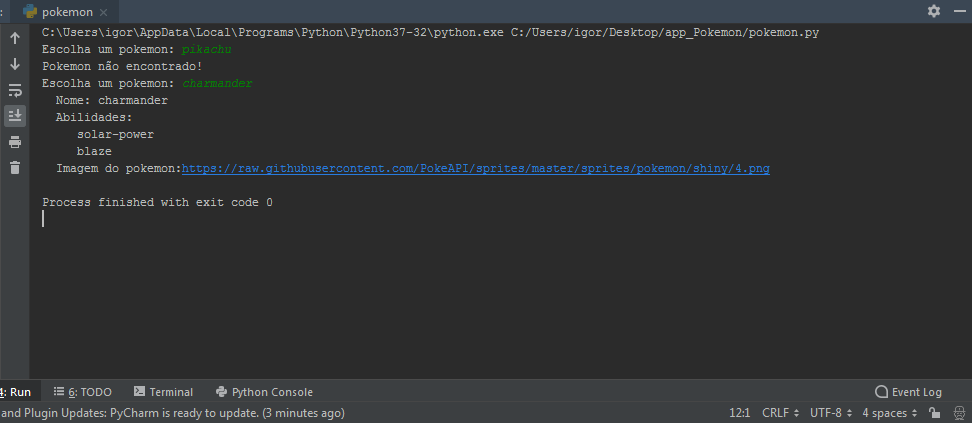 : pokemon
C:\Users\igor\AppData\Local\Programs\Python\Python37-32\python.exe C:/Users/igor/Desktop/app_Pokemon/pokemon.py
Escolha um pokemon: pikachu
Pokemon não encontrado!
Escolha um pokemon: charmander
Nome: charmander
Abilidades:
solar-power
blaze
Imagem do pokemon:https://raw.githubusercontent.com/PokeAPI/sprites/master/sprites/pokemon/shiny/4.png
Process finished with exit code 0
4: Run 6: TODO Terminal Python Console Event Log
and Plugin Updates: PyCharm is ready to update. (3 minutes ago) 12:1 CRLF UTF-8 4 spaces